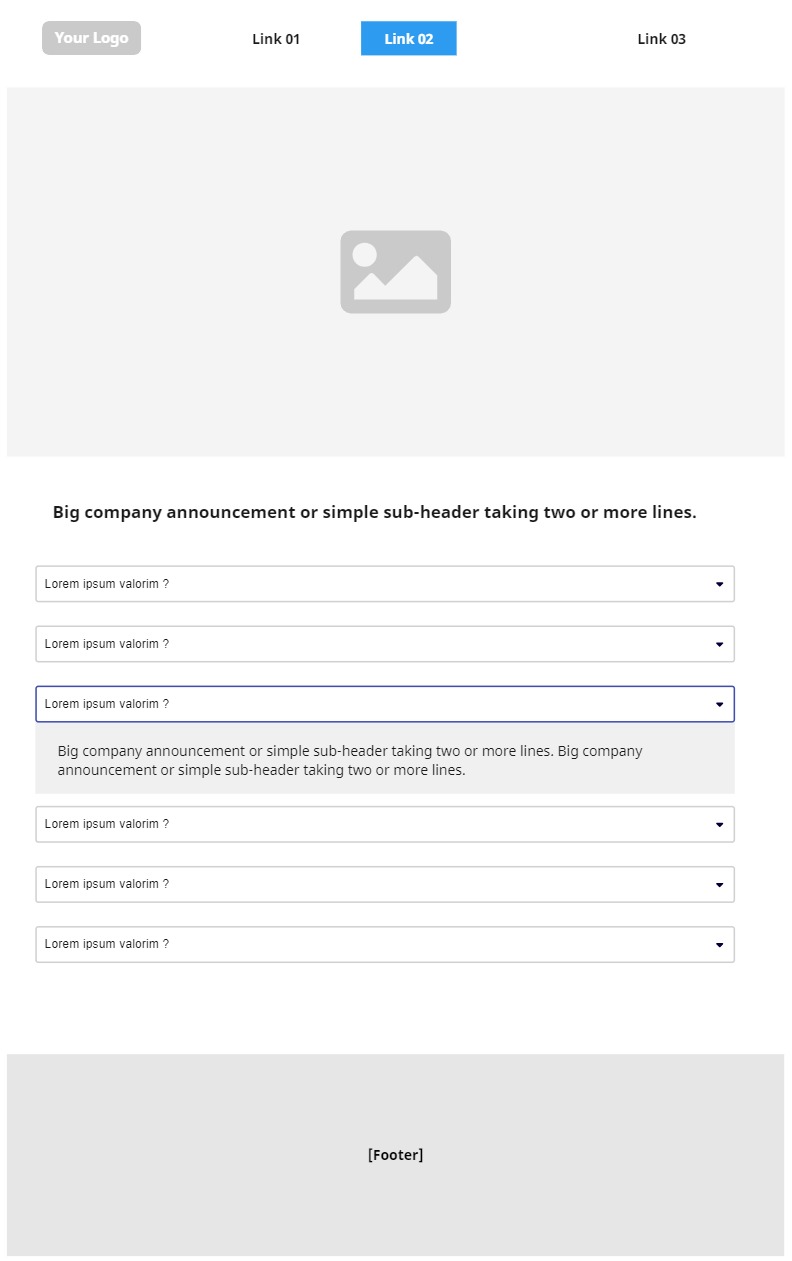 Your Logo
Link 01
Link 02
Link 03
Big company announcement or simple sub-header taking two or more lines.
Lorem ipsum valorim ?
Lorem ipsum valorim ?
Lorem ipsum valorim ?
Big company announcement or simple sub-header taking two or more lines. Big company
announcement or simple sub-header taking two or more lines.
Lorem ipsum valorim ?
Lorem ipsum valorim ?
Lorem ipsum valorim ?
[Footer]